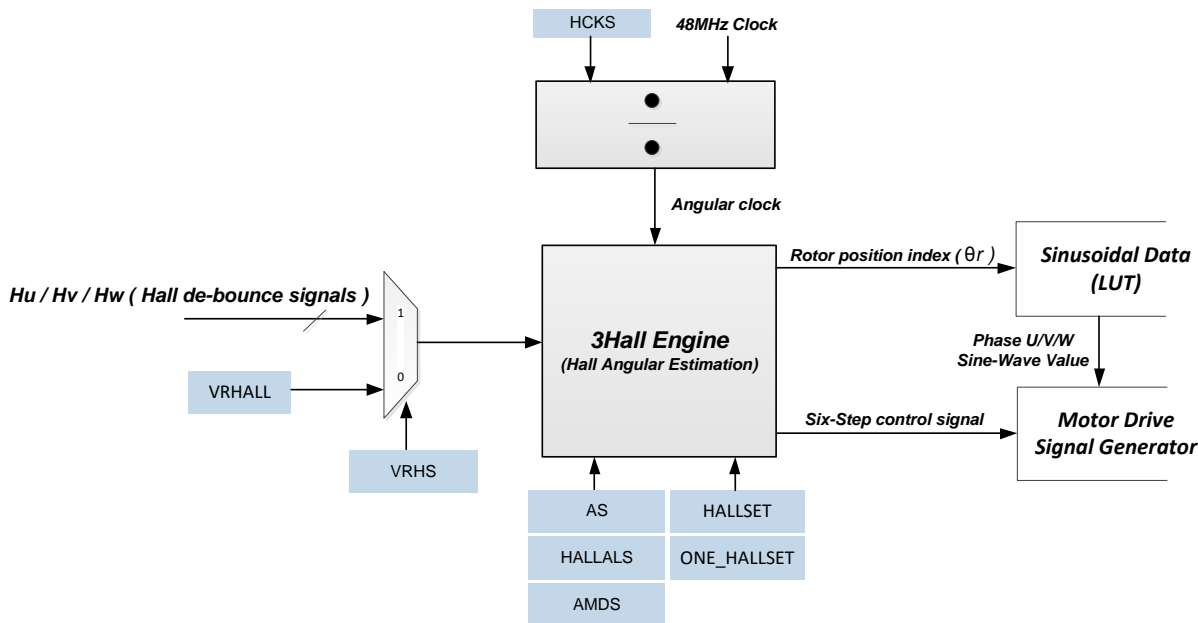 HCKS
48MHz Clock
Angular clock
Hu / Hv / Hw ( Hall de-bounce signals )
1
0
VRHALL
VRHS
3Hall Engine
(Hall Angular Estimation)
Rotor position index ( θr )
Sinusoidal Data
(LUT)
Phase U/V/W
Sine-Wave Value
Six-Step control signal
Motor Drive
Signal Generator
AS
HALLALS
AMDS
HALLSET
ONE_HALLSET